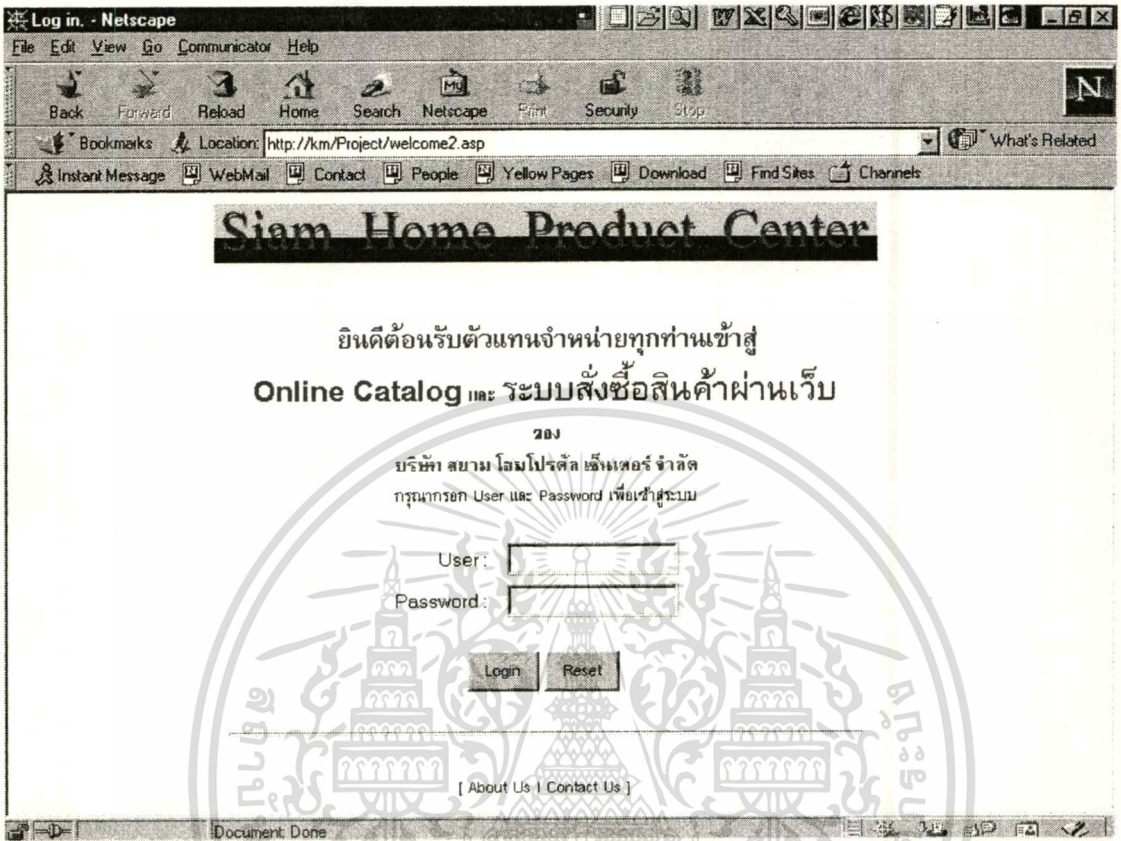 Log in. - Netscape
File Edit View Go Communicator Help
Back Forward Reload Home Search Netscape Print Security Stop
Bookmarks Location: http://km/Project/welcome2.asp What's Related
Instant Message WebMail Contact People Yellow Pages Download Find Sites Channels
Siam Home Product Center
ยินดีต้อนรับตัวแทนจำหน่ายทุกท่านเข้าสู่
Online Catalog และ ระบบสั่งซื้อสินค้าผ่านเว็บ
ของ
บริษัท สยาม โฮมโปรดัค เซ็นเตอร์ จำกัด
กรุณากรอก User และ Password เพื่อเข้าสู่ระบบ
User :
Password :
Login Reset
[ About Us | Contact Us ]
Document: Done